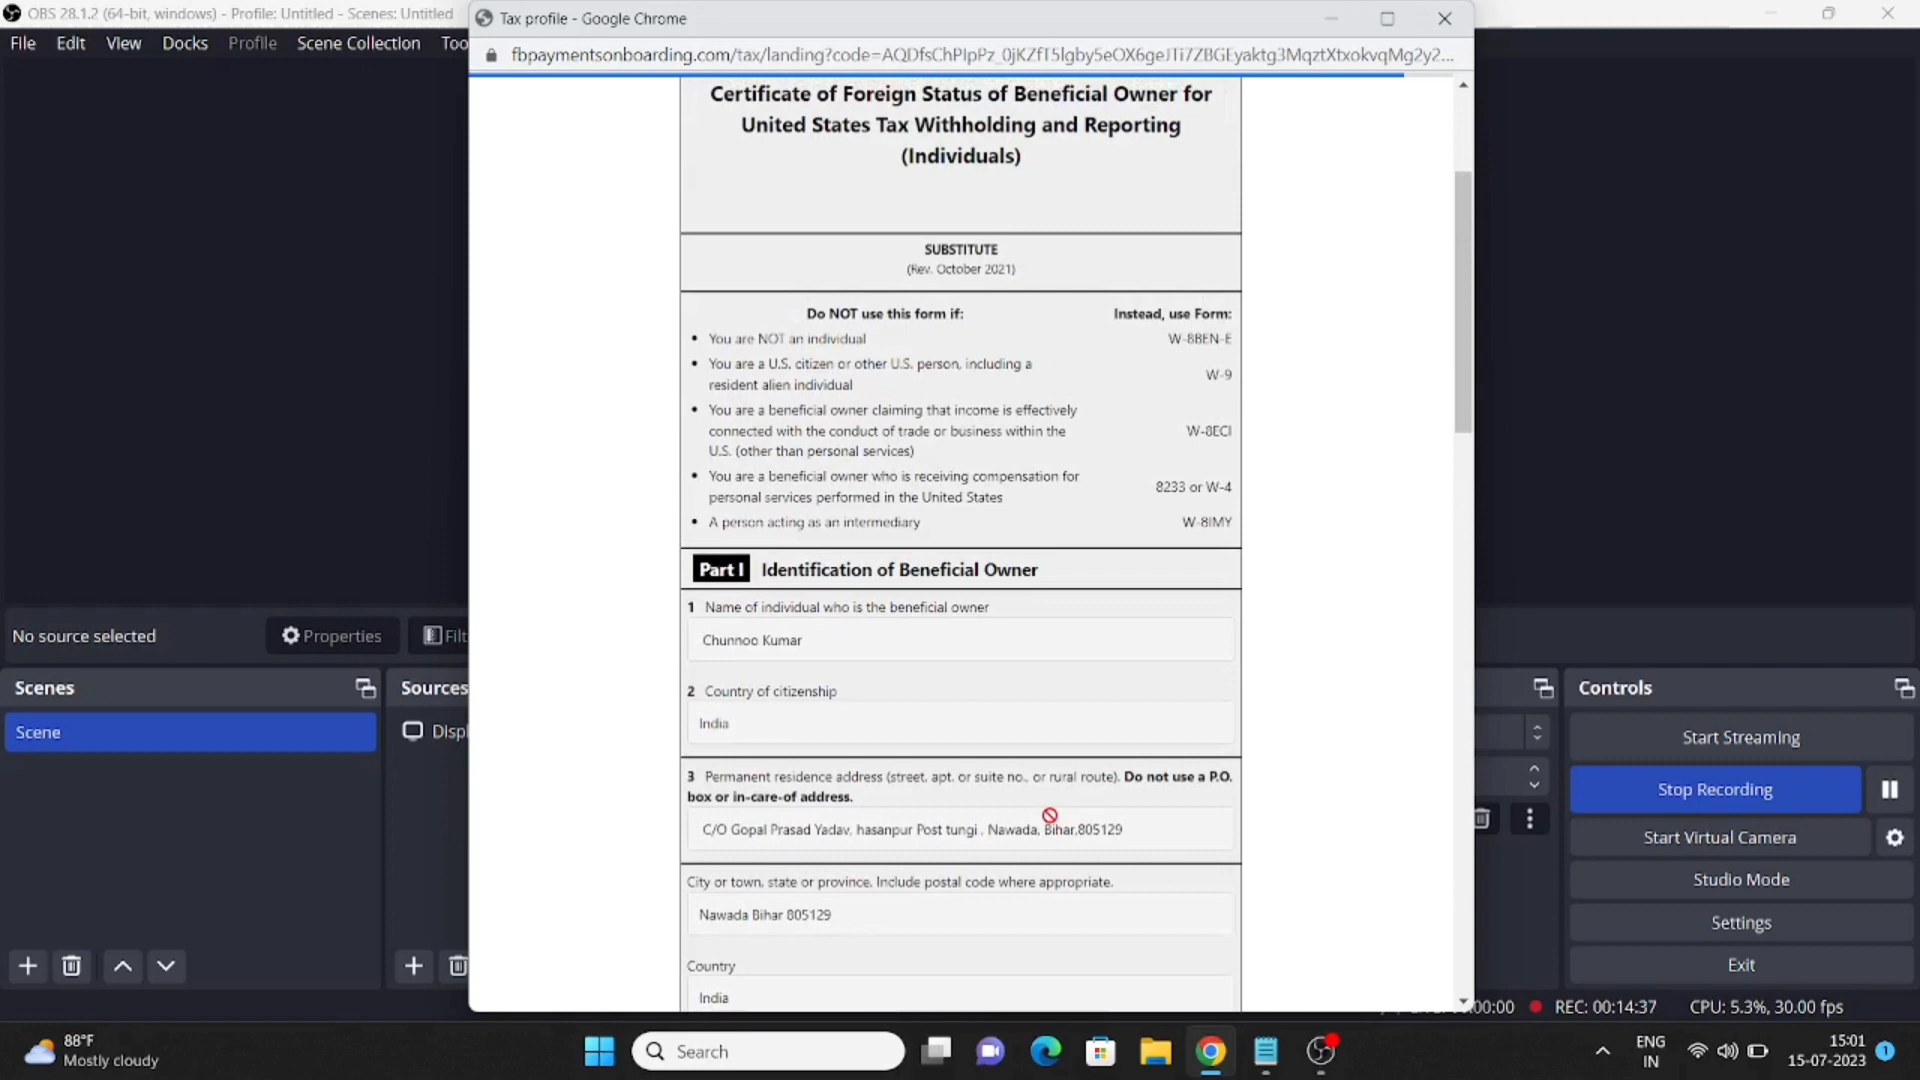 OBS 28.1.2 (64-bit, windows) - Profile: Untitled - Scenes: Untitled
File Edit View Docks Profile Scene Collection Too
Tax profile - Google Chrome
Certificate of Foreign Status of Beneficial Owner for
United States Tax Withholding and Reporting
(Individuals)
SUBSTITUTE
(Rev. October 2021)
Do NOT use this form if: Instead, use Form:
• You are NOT an individual W-8BEN-E
• You are a U.S. citizen or other U.S. person, including a
resident alien individual
W-9
• You are a beneficial owner claiming that income is effectively
connected with the conduct of trade or business within the
U.S. (other than personal services)
W-8ECI
• You are a beneficial owner who is receiving compensation for
personal services performed in the United States
8233 or W-4
• A person acting as an intermediary W-8IMY
Part I Identification of Beneficial Owner
1 Name of individual who is the beneficial owner
Chunnoo Kumar
2 Country of citizenship
India
3 Permanent residence address (street, apt. or suite no., or rural route). Do not use a P.O.
box or in-care-of address.
C/O Gopal Prasad Yadav, hasanpur Post tungi , Nawada, Bihar,805129
City or town, state or province. Include postal code where appropriate.
Nawada Bihar 805129
Country
India
No source selected
Properties
Filt
Scenes
Scene
Sources
Displ
Controls
Start Streaming
Stop Recording
Start Virtual Camera
Studio Mode
Settings
Exit
00:00 REC: 00:14:37 CPU: 5.3%, 30.00 fps
88°F
Mostly cloudy
Search
ENG
IN
15:01
15-07-2023
1